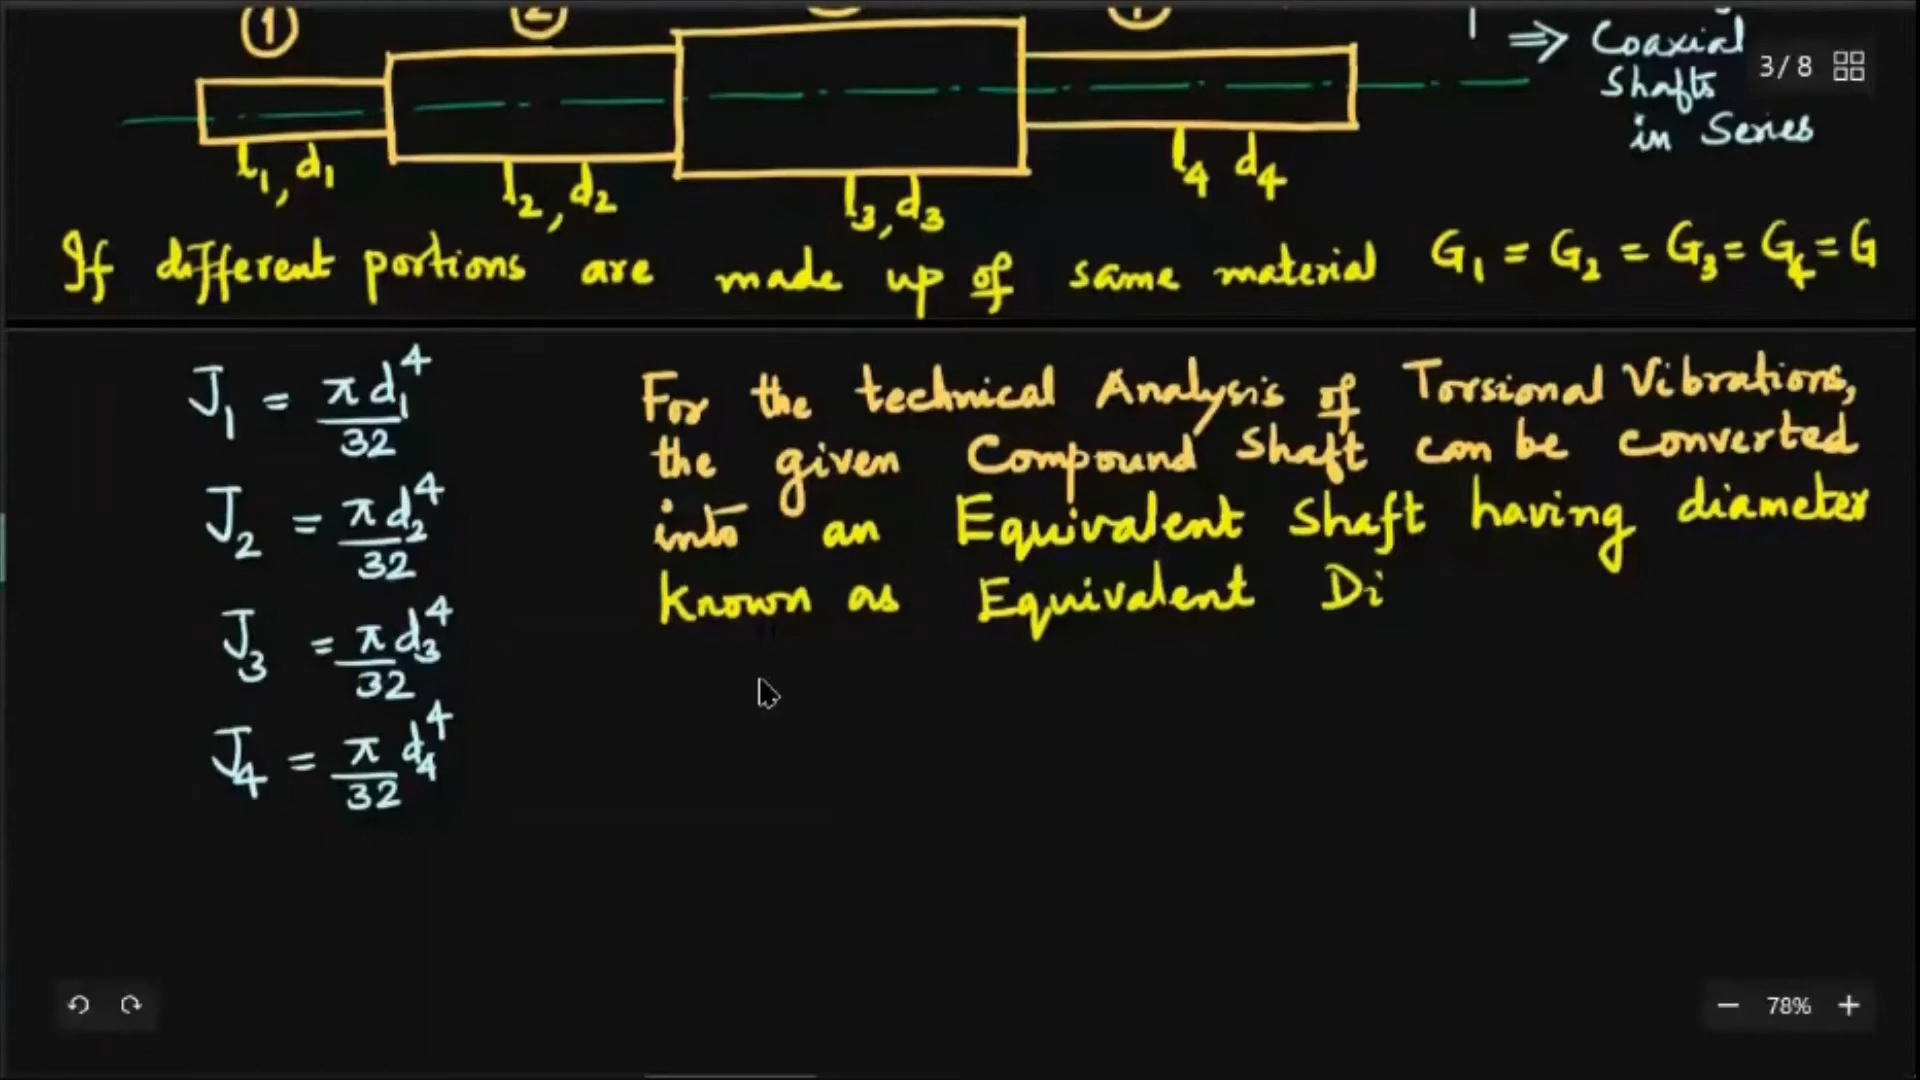 ① ②
⇒ Coaxial
Shafts
in Series
3/8
l₁, d₁
l₂, d₂
l₃, d₃
l₄ d₄
If different portions are made up of same material G₁ = G₂ = G₃ = G₄ = G
J₁ = πd₁⁴/32
J₂ = πd₂⁴/32
J₃ = πd₃⁴/32
J₄ = π/32 d₄⁴
For the technical Analysis of Torsional Vibrations,
the given Compound Shaft can be converted
into an Equivalent Shaft having diameter
known as Equivalent Di
78%